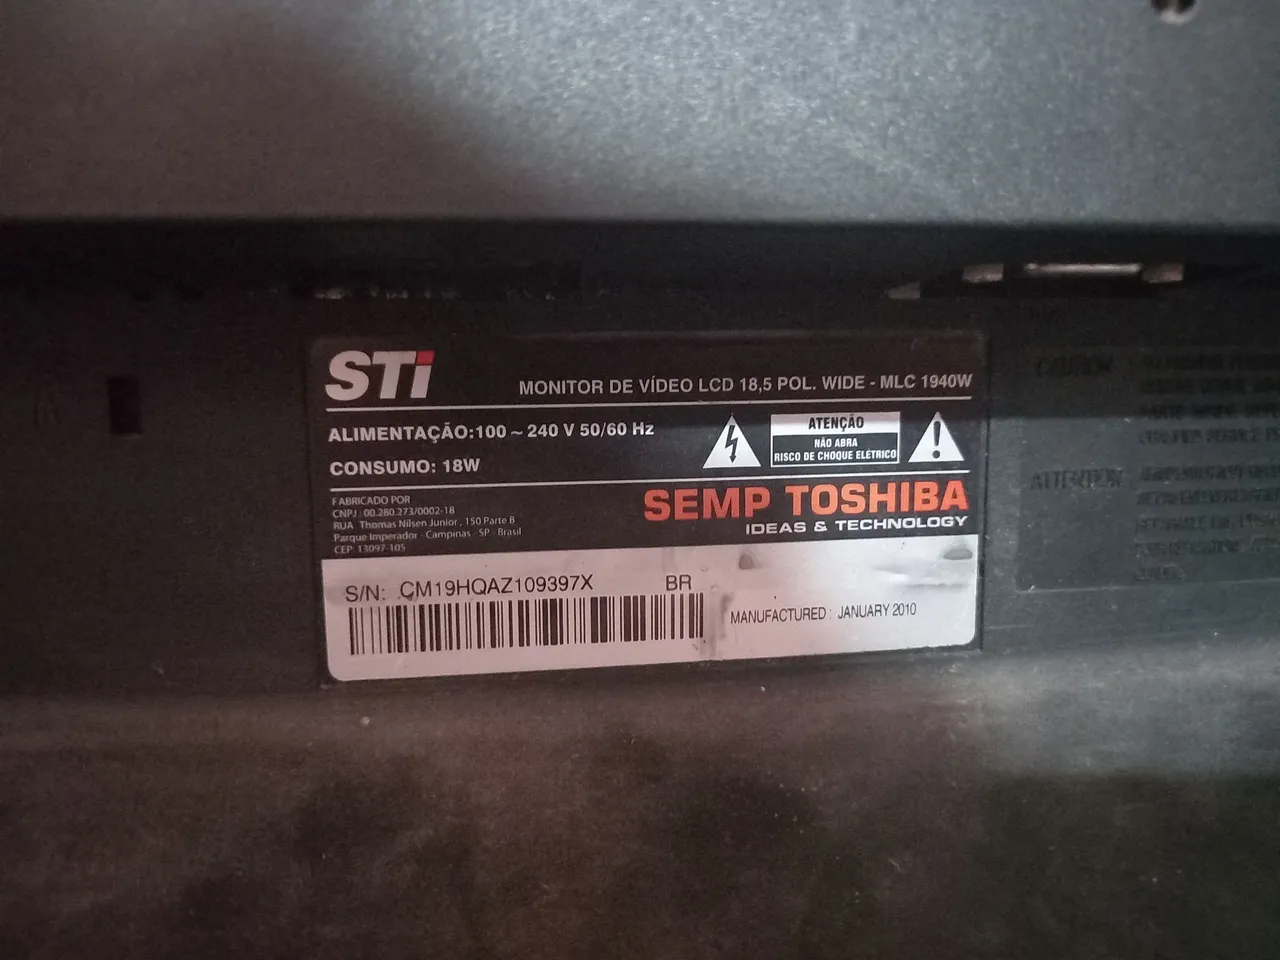 STi
MONITOR DE VÍDEO LCD 18,5 POL. WIDE - MLC 1940W
ALIMENTAÇÃO:100 ~ 240 V 50/60 Hz
CONSUMO: 18W
ATENÇÃO
NÃO ABRA
RISCO DE CHOQUE ELÉTRICO
FABRICADO POR
CNPJ : 00.280.273/0002-18
RUA Thomas Nilsen Junior , 150 Parte B
Parque Imperador - Campinas - SP - Brasil
CEP: 13097-105
SEMP TOSHIBA
IDEAS & TECHNOLOGY
S/N: CM19HQAZ109397X BR
MANUFACTURED : JANUARY 2010
CAUTION
ATTENTION